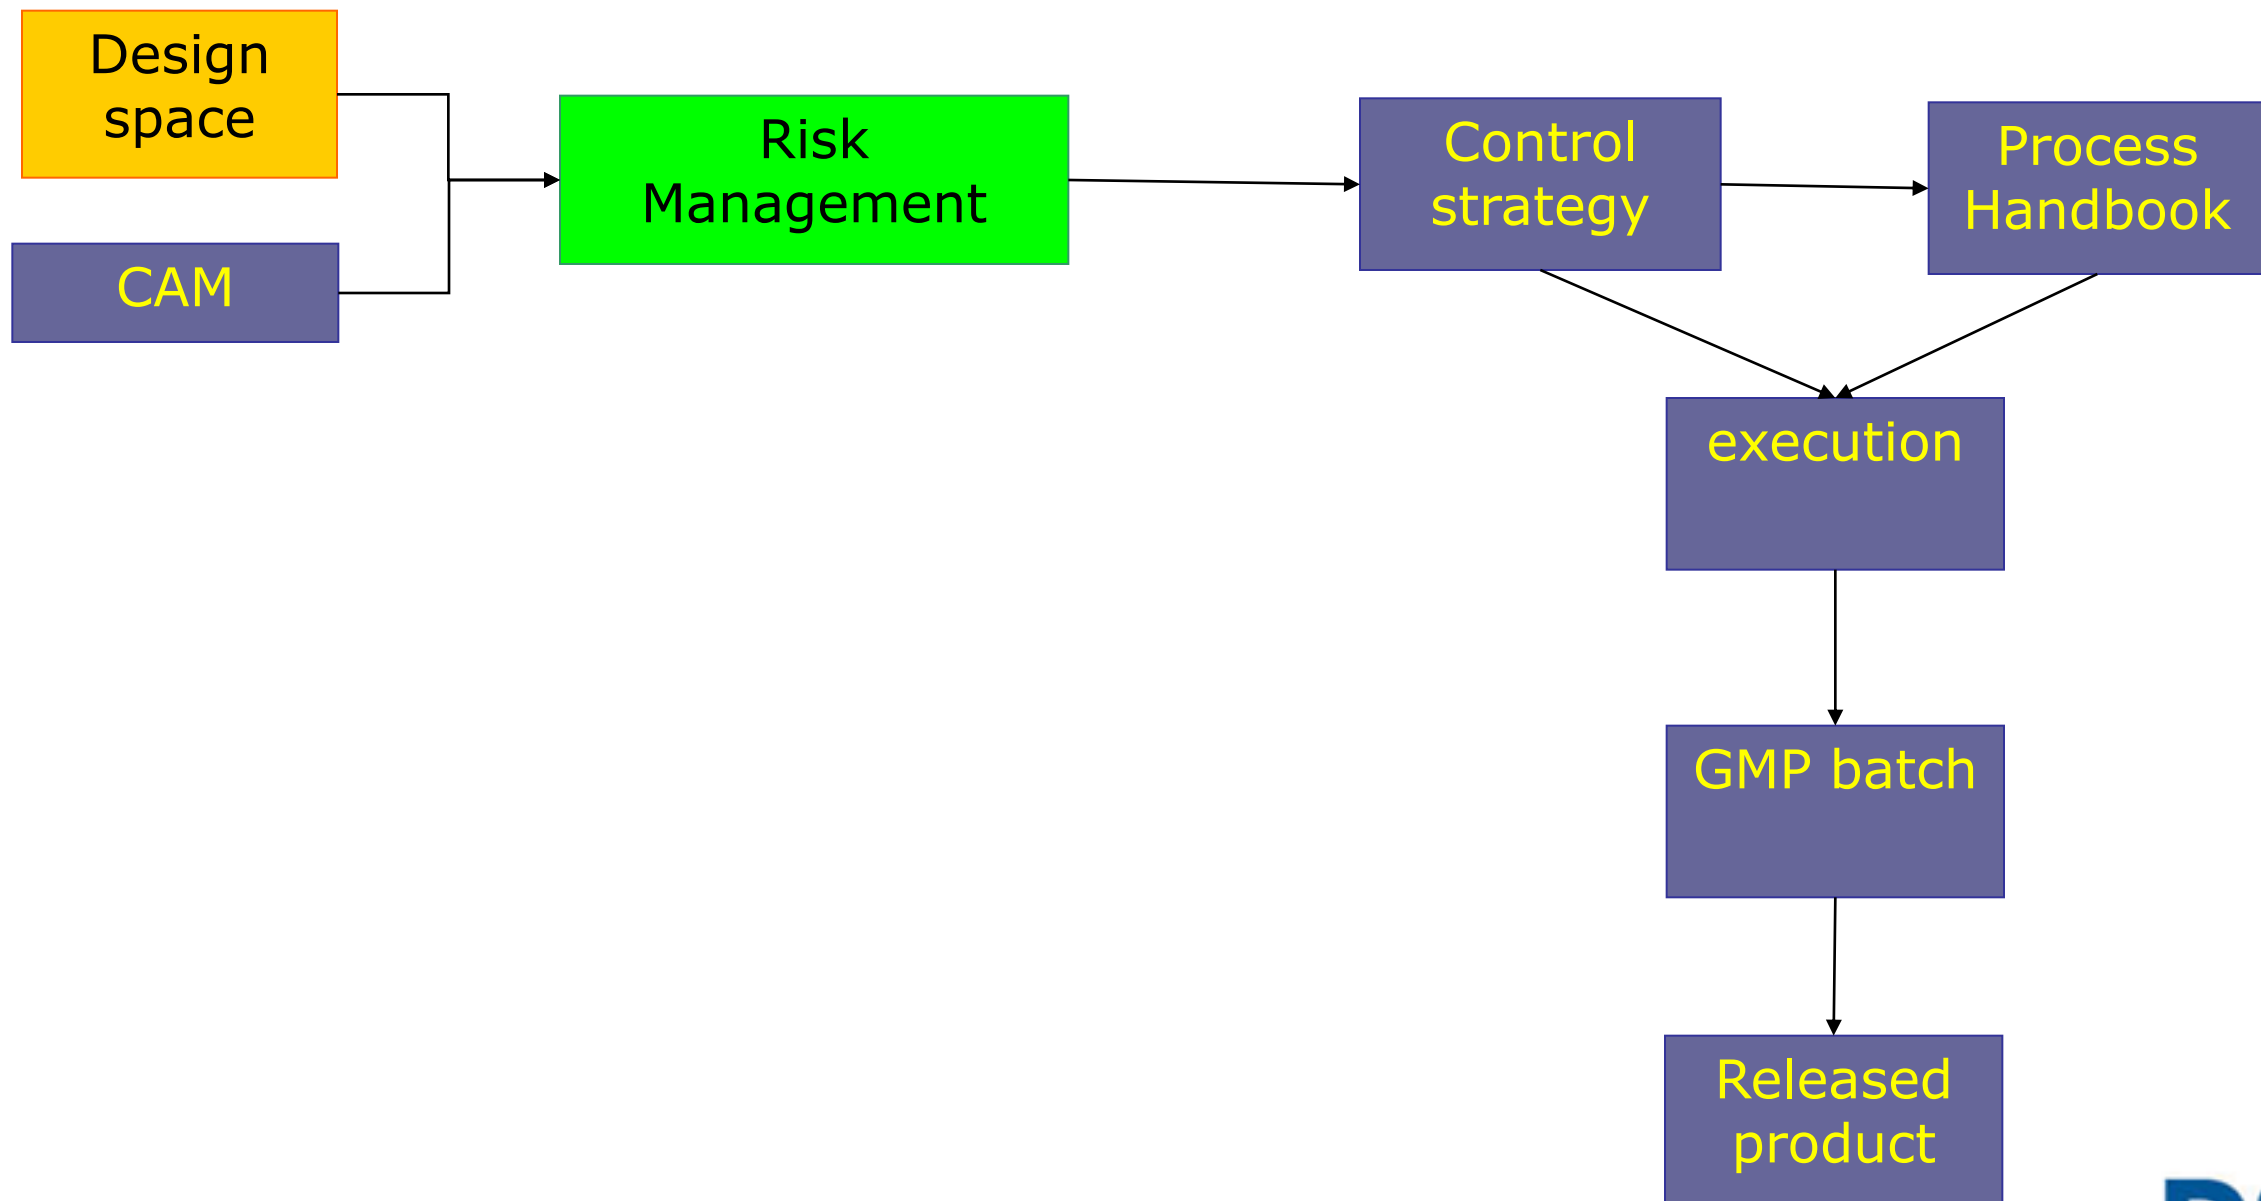 Design
space
CAM
Risk
Management
Control
strategy
Process
Handbook
execution
GMP batch
Released
product